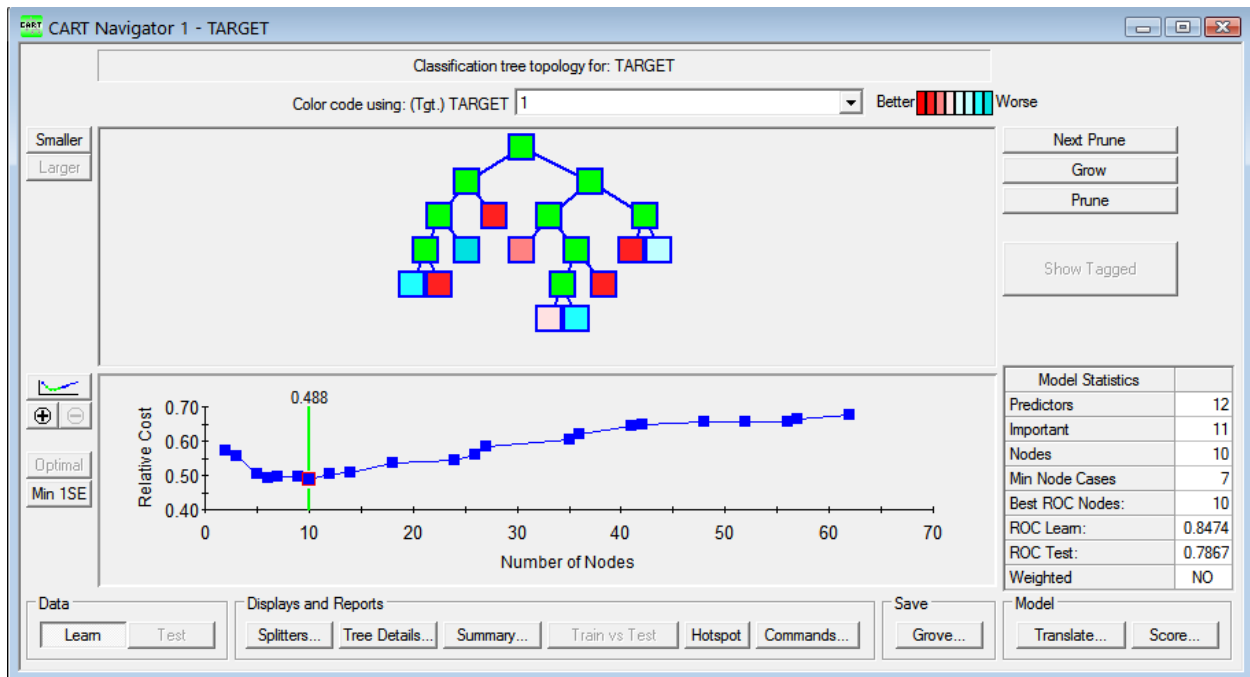 CART CART Navigator 1 - TARGET
Classification tree topology for: TARGET
Color code using: (Tgt.) TARGET 1 Better Worse
Smaller
Larger
Next Prune
Grow
Prune
Show Tagged
Optimal
Min 1SE
0.488
Relative Cost
0.70
0.60
0.50
0.40
0 10 20 30 40 50 60 70
Number of Nodes
Model Statistics
Predictors 12
Important 11
Nodes 10
Min Node Cases 7
Best ROC Nodes: 10
ROC Learn: 0.8474
ROC Test: 0.7867
Weighted NO
Data
Learn Test
Displays and Reports
Splitters... Tree Details... Summary... Train vs Test Hotspot Commands...
Save
Grove...
Model
Translate... Score...